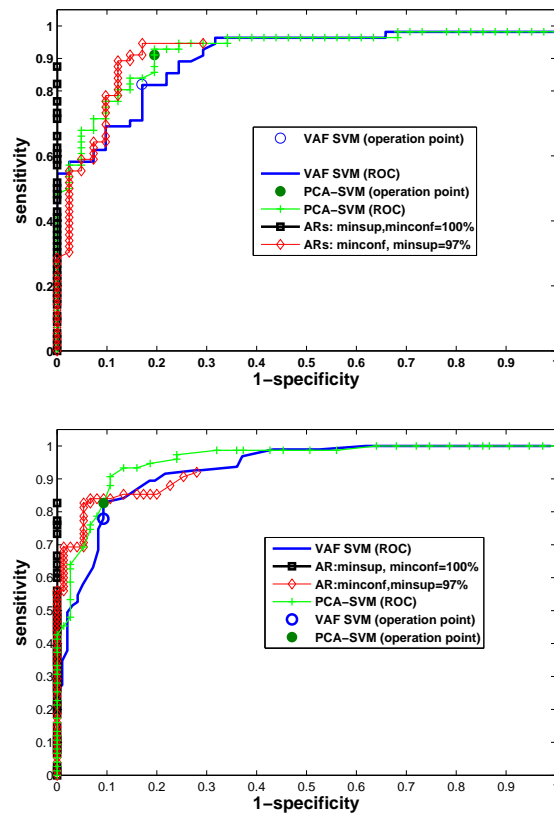 1
0.9
0.8
0.7
0.6
0.5
0.4
0.3
0.2
0.1
0
sensitivity
VAF SVM (operation point)
VAF SVM (ROC)
PCA-SVM (operation point)
PCA-SVM (ROC)
ARs: minsup,minconf=100%
ARs: minconf, minsup=97%
0 0.1 0.2 0.3 0.4 0.5 0.6 0.7 0.8 0.9 1
1-specificity
1
0.9
0.8
0.7
0.6
0.5
0.4
0.3
0.2
0.1
0
sensitivity
VAF SVM (ROC)
AR:minsup, minconf=100%
AR:minconf,minsup=97%
PCA-SVM (ROC)
VAF SVM (operation point)
PCA-SVM (operation point)
0 0.1 0.2 0.3 0.4 0.5 0.6 0.7 0.8 0.9 1
1-specificity